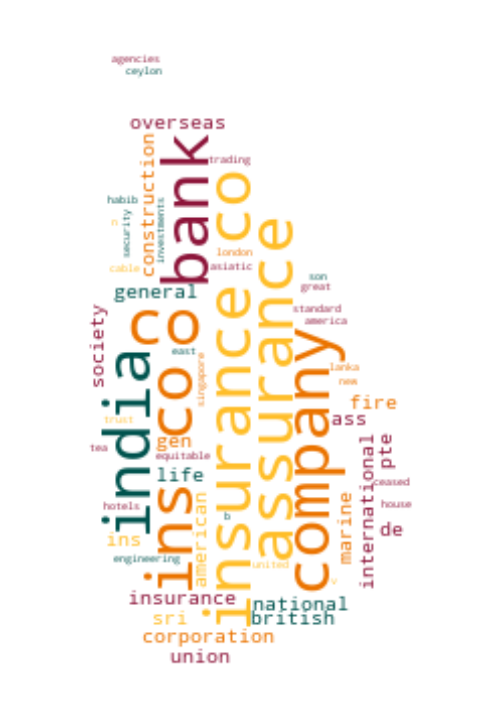 agencies
ceylon
overseas
construction
bank
trading
insurance co
habib
n
security
investments
cable
london
asiatic
assurance
general
son
great
society
co
standard
america
company
east
india
ins co
singapore
lanka
new
fire
trust
ass
gen
tea
equitable
life
international
pte
ceased
american
marine
hotels
house
b
de
ins
engineering
united
v
insurance
national
sri
british
corporation
union